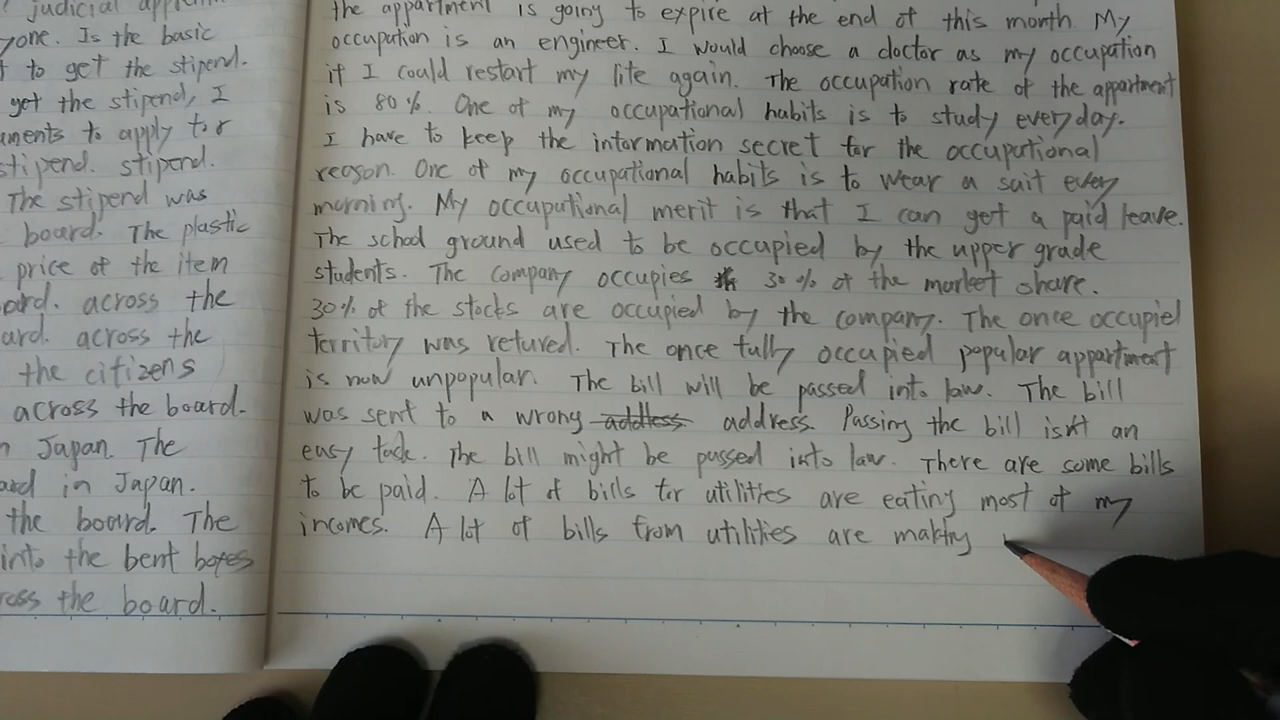 judicial
yone. Is the basic
t to get the stipend.
get the stipend, I
uments to apply for
stipend. stipend.
The stipend was
board. The plastic
price of the item
oard. across the
ard. across the
the citizens
across the board.
n Japan. The
ard in Japan.
the board. The
into the bent boxes
ross the board.
the appartment is going to expire at the end of this month. My
occupation is an engineer. I would choose a doctor as my occupation
if I could restart my life again. The occupation rate of the appartment
is 80%. One of my occupational habits is to study everyday.
I have to keep the information secret for the occupational
reason. One of my occupational habits is to wear a suit every
morning. My occupational merit is that I can get a paid leave.
The school ground used to be occupied by the upper grade
students. The company occupies 30% of the market share.
30% of the stocks are occupied by the company. The once occupied
territory was retured. The once fully occupied popular appartment
is now unpopular. The bill will be passed into law. The bill
was sent to a wrong addless address. Passing the bill isn't an
easy tack. The bill might be passed into law. There are some bills
to be paid. A lot of bills for utilities are eating most of my
incomes. A lot of bills from utilities are making